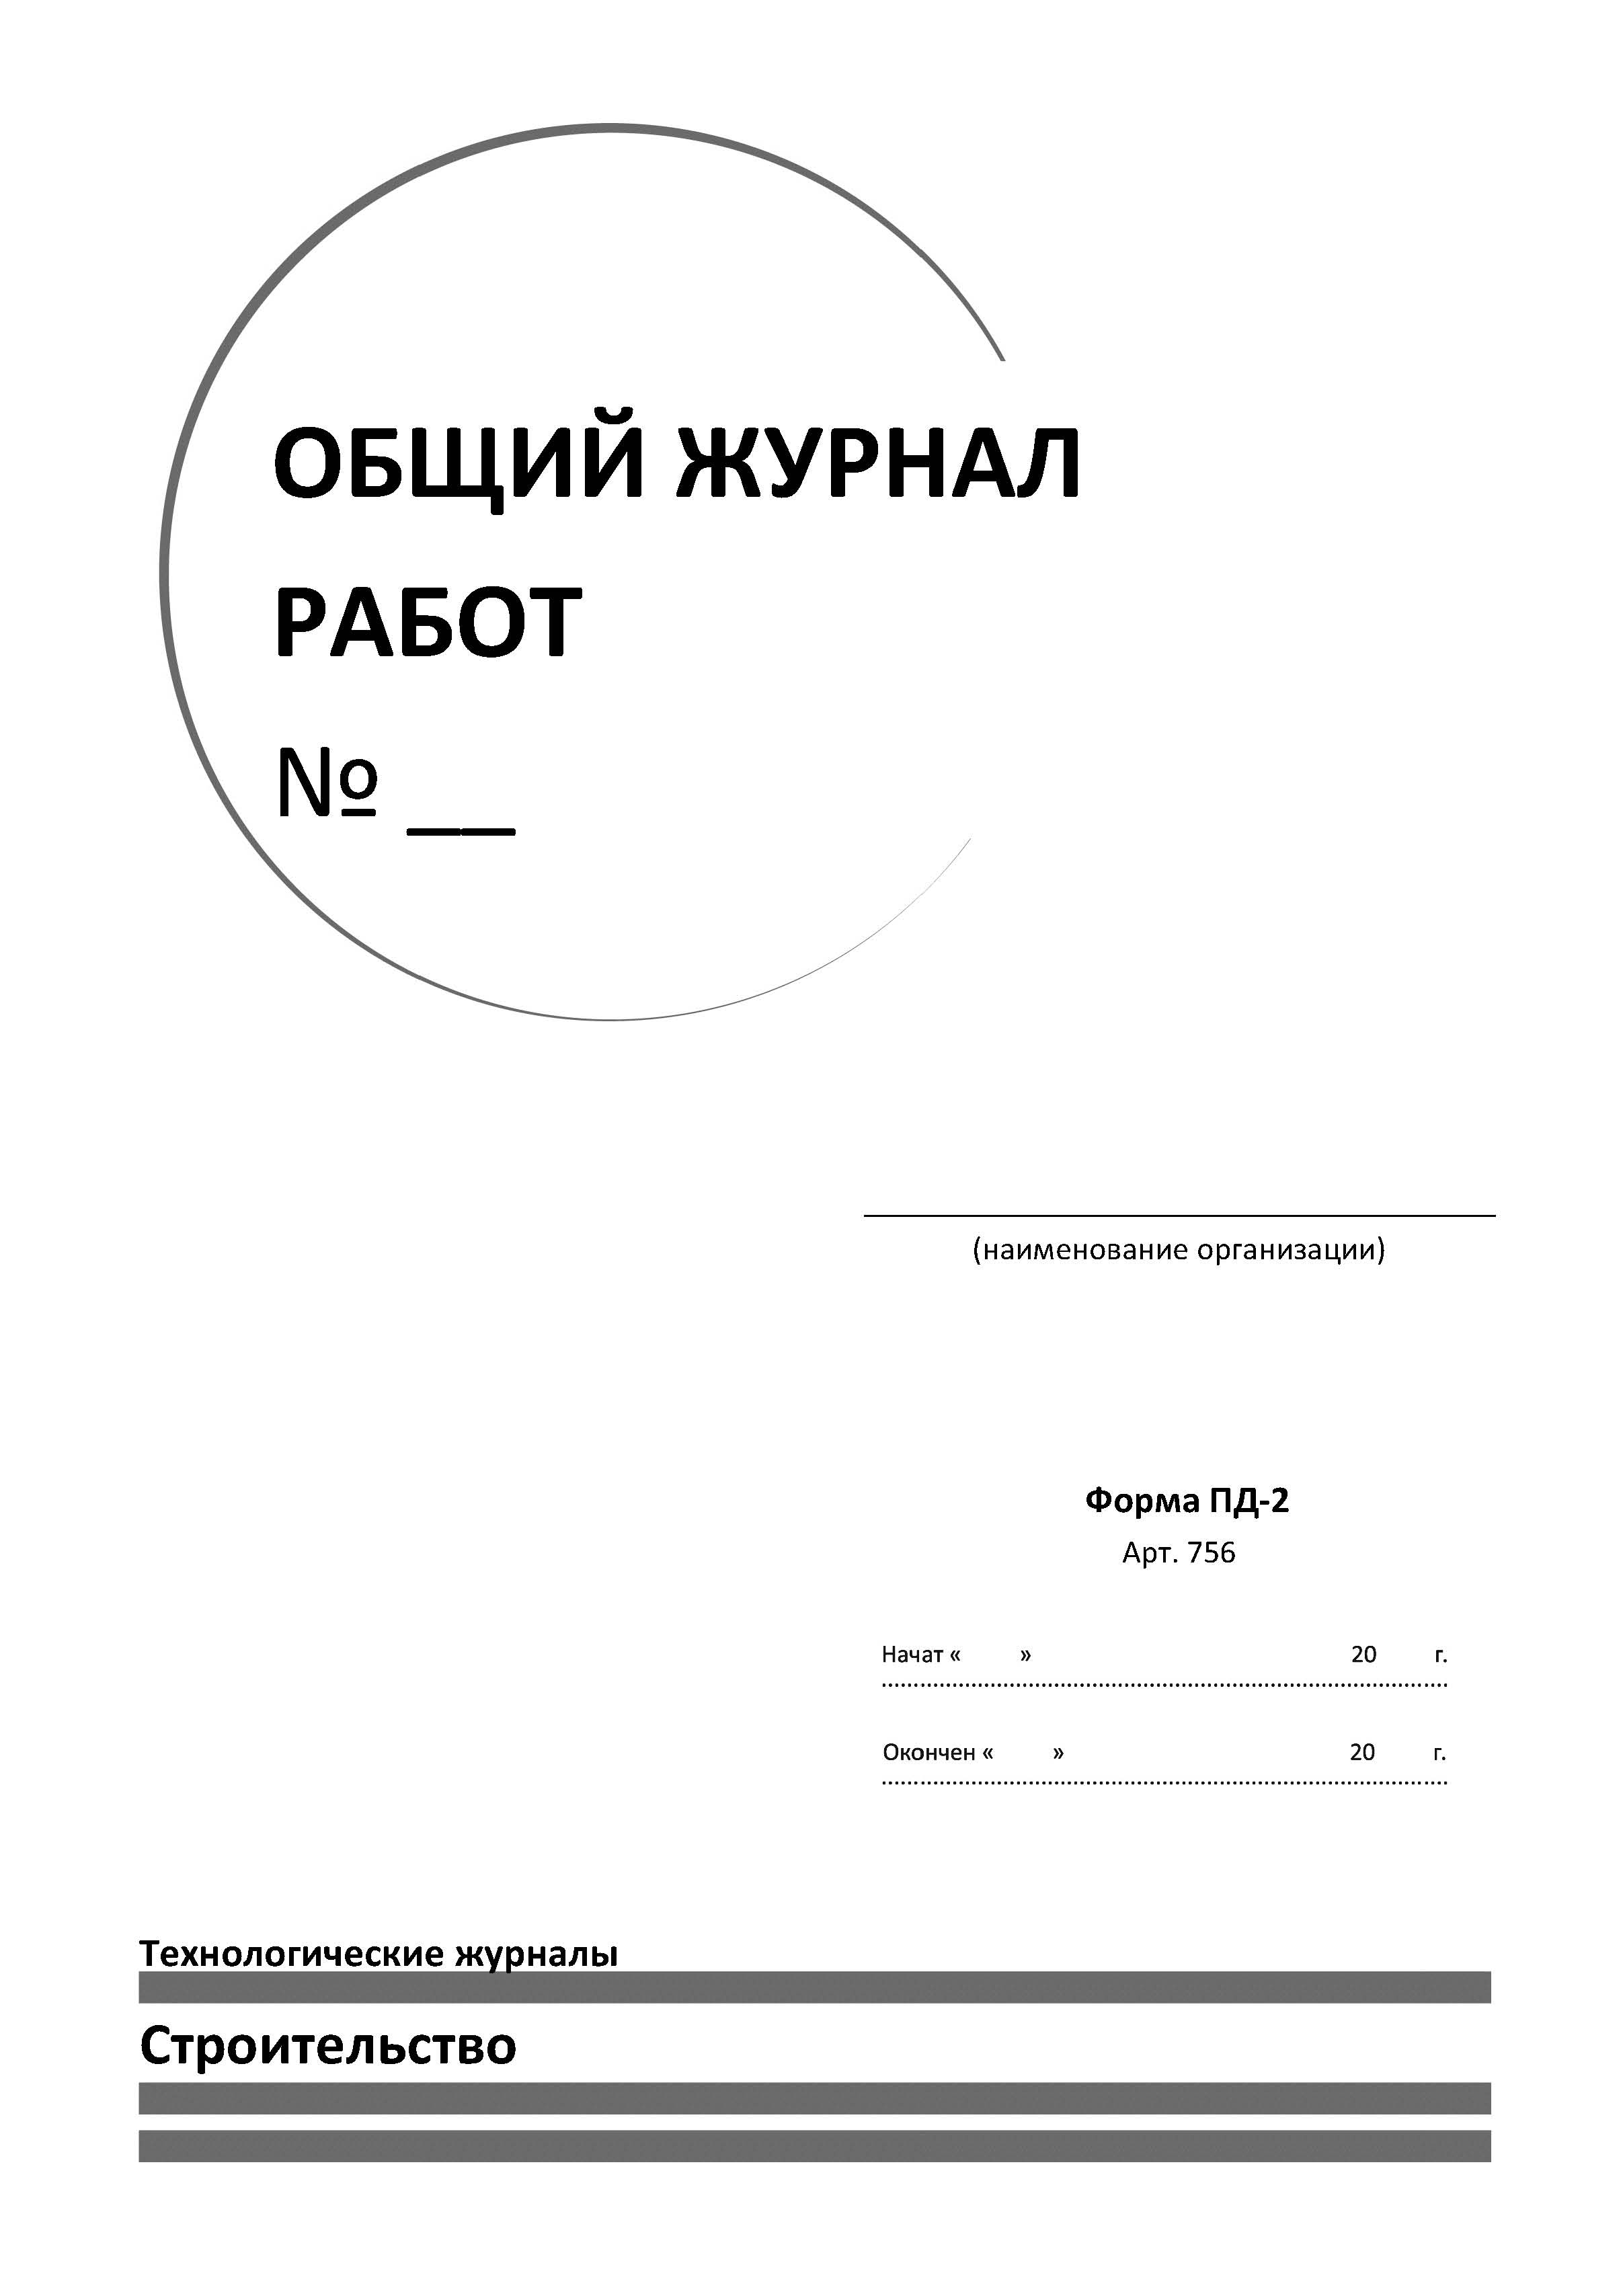 ОБЩИЙ ЖУРНАЛ
РАБОТ
№ __
(наименование организации)
Форма ПД-2
Арт. 756
Начат « » 20 г.
Окончен « » 20 г.
Технологические журналы
Строительство